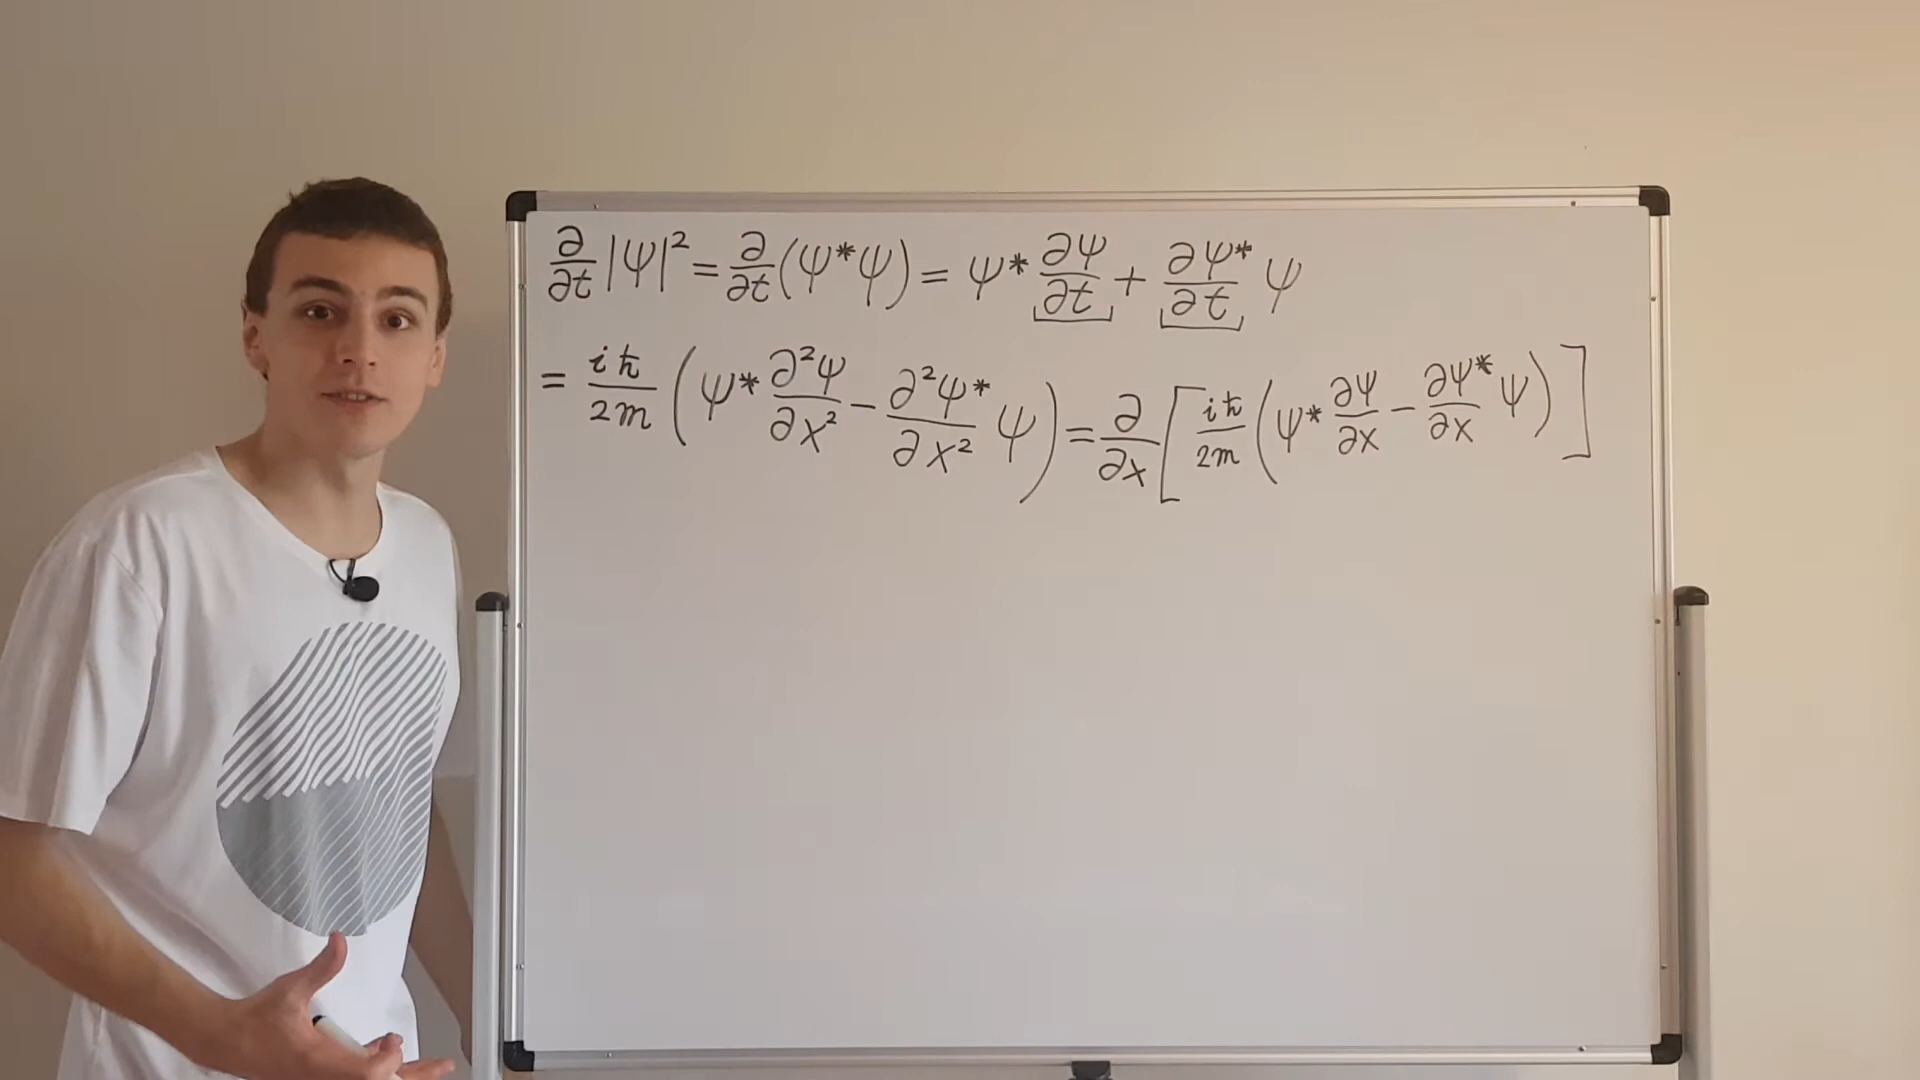 ∂/∂t |ψ|² = ∂/∂t (ψ*ψ) = ψ* ∂ψ/∂t + ∂ψ*/∂t ψ
= iħ/2m (ψ* ∂²ψ/∂x² − ∂²ψ*/∂x² ψ) = ∂/∂x [iħ/2m (ψ* ∂ψ/∂x − ∂ψ*/∂x ψ)]